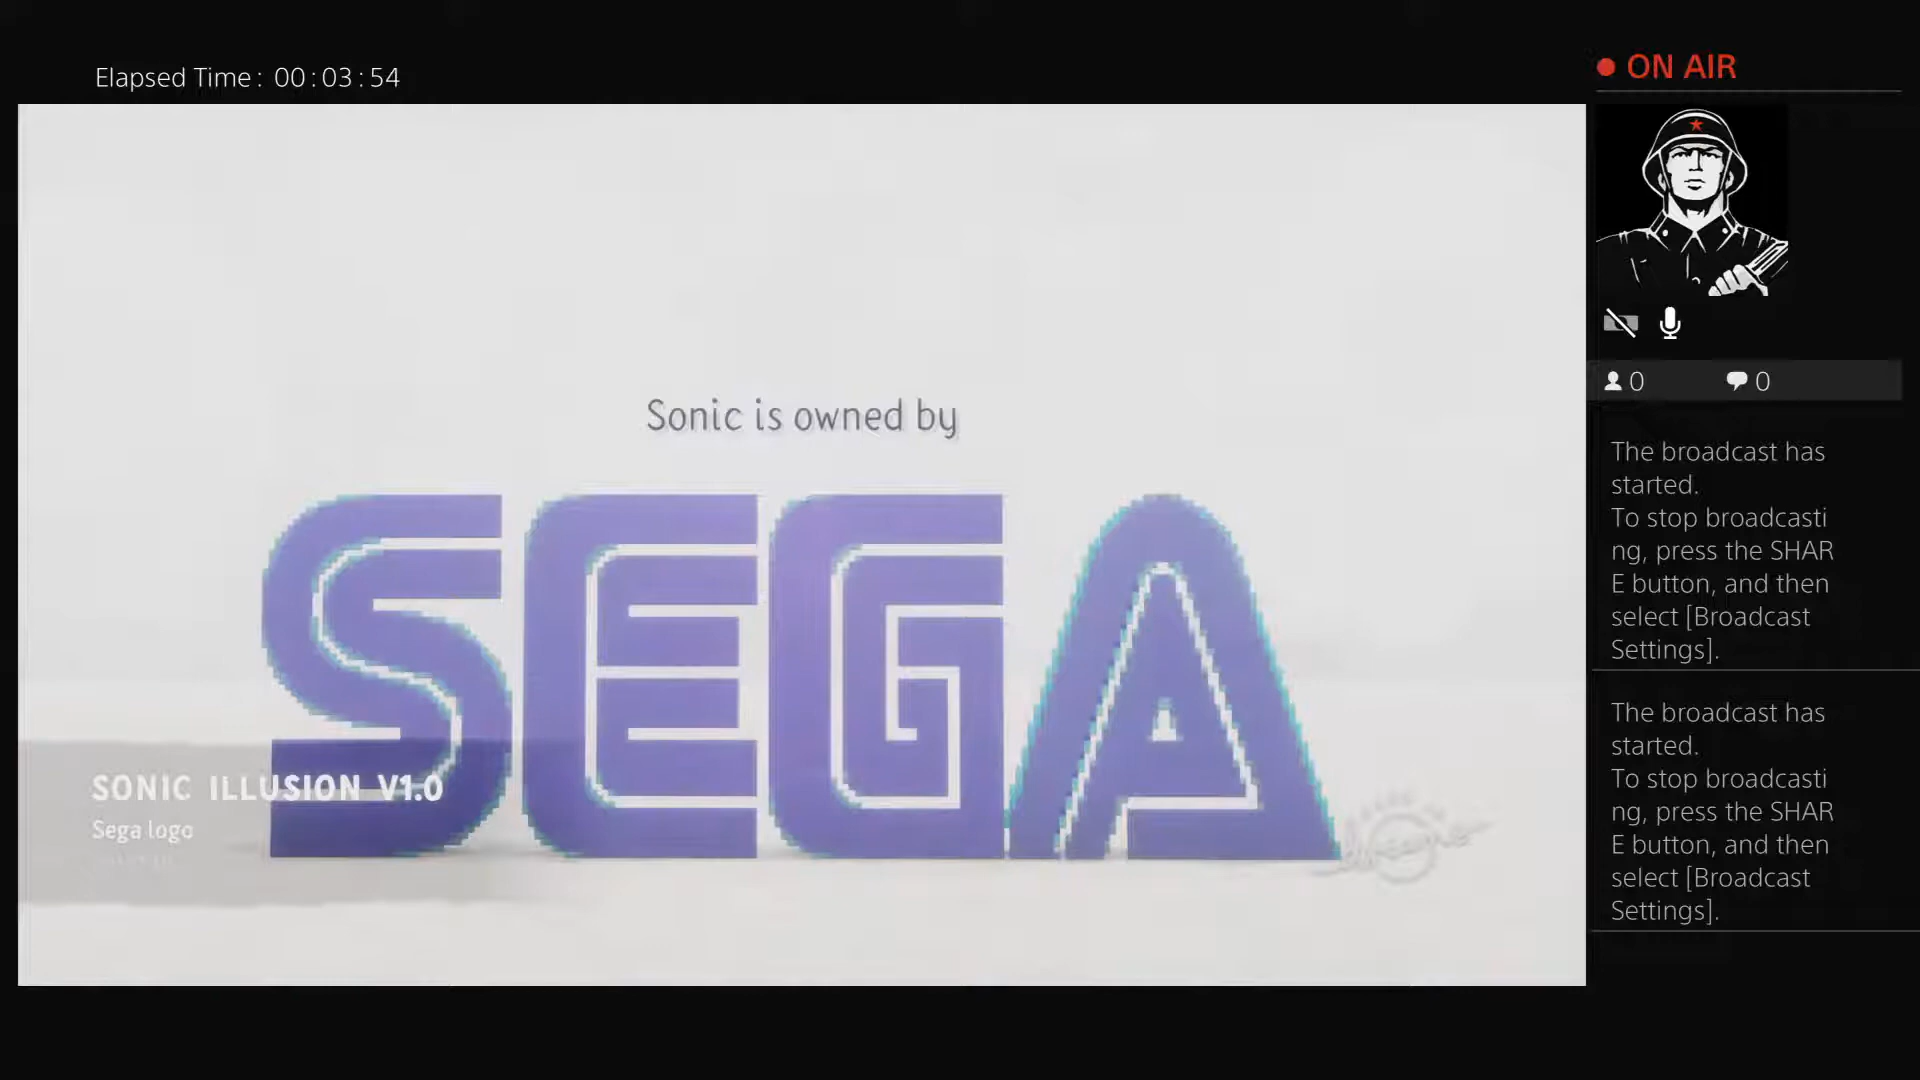 Elapsed Time: 00:03:54
ON AIR
0
0
Sonic is owned by
SEGA
SONIC ILLUSION V1.0
Sega logo
dreams
The broadcast has
started.
To stop broadcasti
ng, press the SHAR
E button, and then
select [Broadcast
Settings].
The broadcast has
started.
To stop broadcasti
ng, press the SHAR
E button, and then
select [Broadcast
Settings].